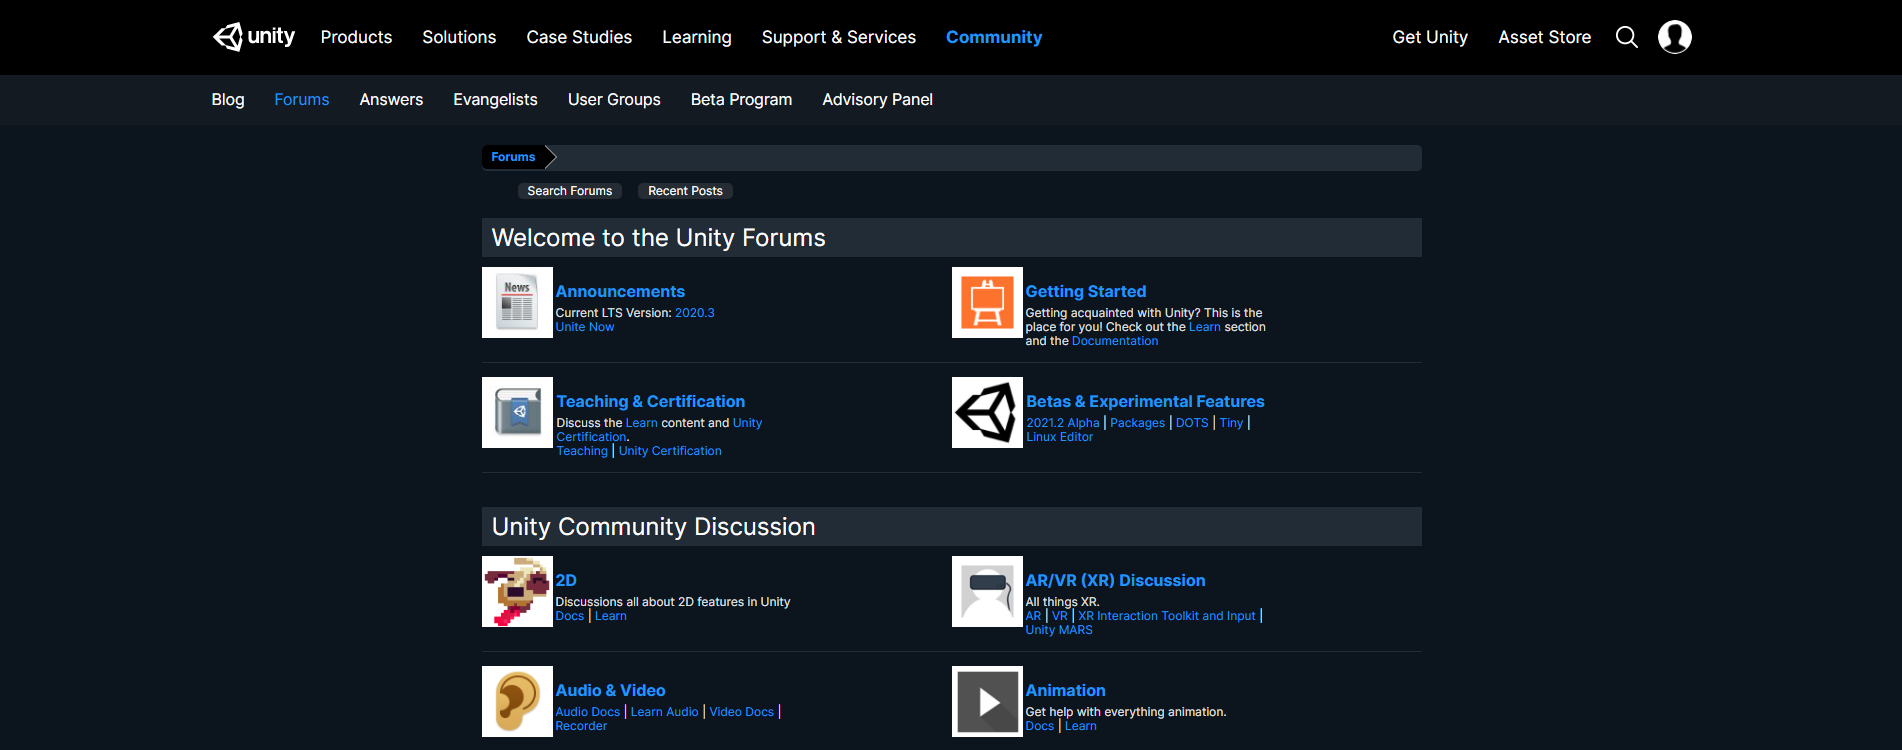 unity Products Solutions Case Studies Learning Support & Services Community Get Unity Asset Store
Blog Forums Answers Evangelists User Groups Beta Program Advisory Panel
Forums
Search Forums Recent Posts
Welcome to the Unity Forums
News
Announcements
Current LTS Version: 2020.3
Unite Now
Getting Started
Getting acquainted with Unity? This is the
place for you! Check out the Learn section
and the Documentation
Teaching & Certification
Discuss the Learn content and Unity
Certification.
Teaching | Unity Certification
Betas & Experimental Features
2021.2 Alpha | Packages | DOTS | Tiny |
Linux Editor
Unity Community Discussion
2D
Discussions all about 2D features in Unity
Docs | Learn
AR/VR (XR) Discussion
All things XR.
AR | VR | XR Interaction Toolkit and Input |
Unity MARS
Audio & Video
Audio Docs | Learn Audio | Video Docs |
Recorder
Animation
Get help with everything animation.
Docs | Learn